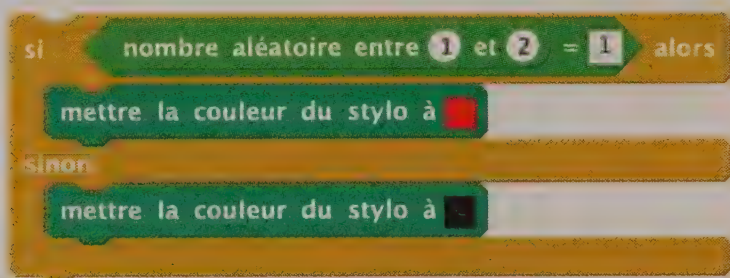 si nombre aléatoire entre 1 et 2 = 1 alors
mettre la couleur du stylo à
sinon
mettre la couleur du stylo à